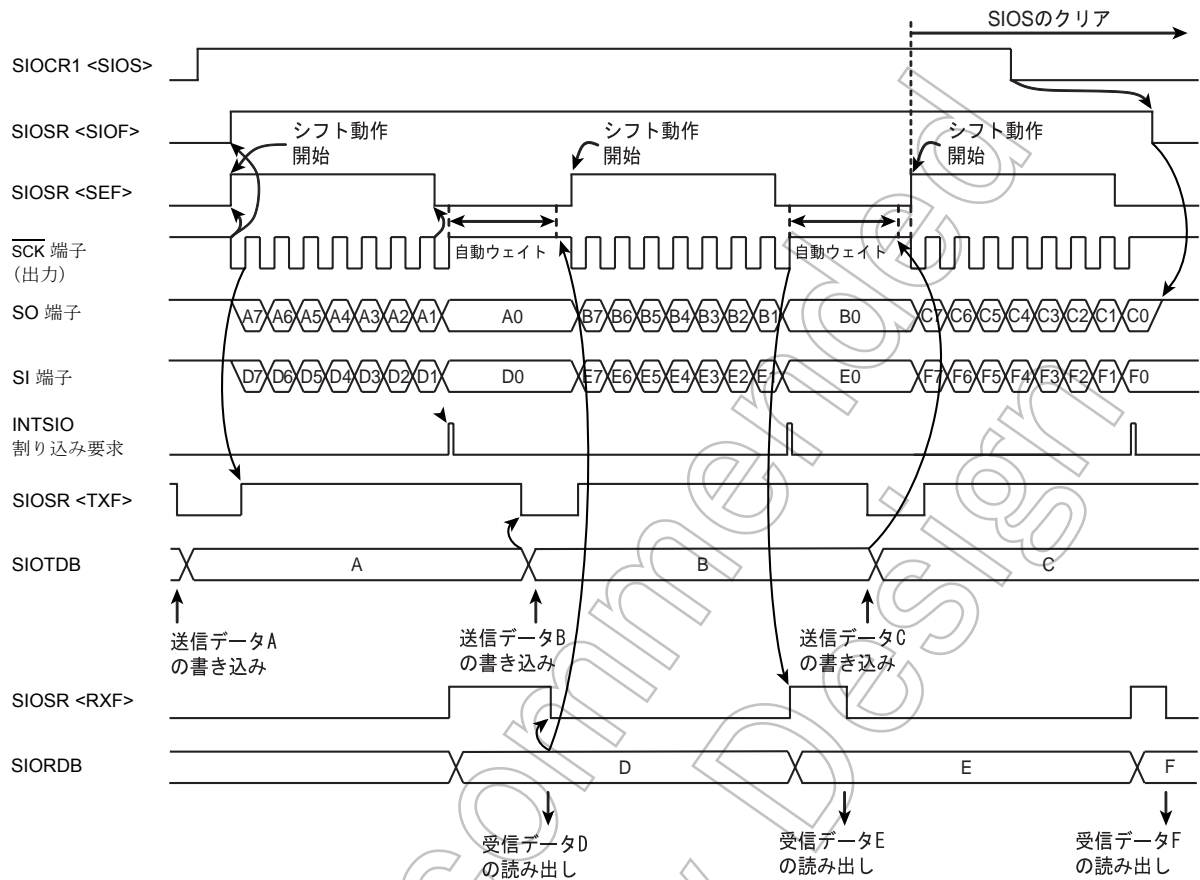 SIOSのクリア
SIOCR1 <SIOS>
SIOSR <SIOF>
シフト動作
開始
シフト動作
開始
シフト動作
開始
SIOSR <SEF>
SCK 端子
(出力)
自動ウェイト
自動ウェイト
SO 端子
A7 A6 A5 A4 A3 A2 A1 A0 B7 B6 B5 B4 B3 B2 B1 B0 C7 C6 C5 C4 C3 C2 C1 C0
SI 端子
D7 D6 D5 D4 D3 D2 D1 D0 E7 E6 E5 E4 E3 E2 E1 E0 F7 F6 F5 F4 F3 F2 F1 F0
INTSIO
割り込み要求
SIOSR <TXF>
SIOTDB
A B C
送信データA
の書き込み
送信データB
の書き込み
送信データC
の書き込み
SIOSR <RXF>
SIORDB
D E F
受信データD
の読み出し
受信データE
の読み出し
受信データF
の読み出し